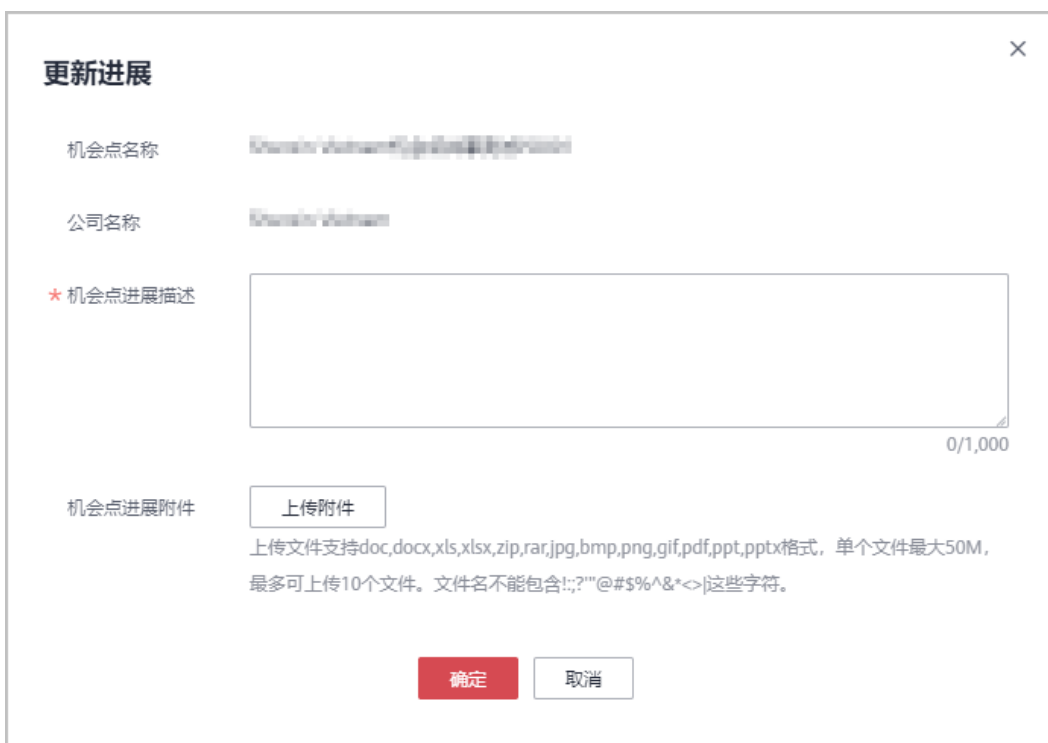 更新进展
机会点名称
公司名称
* 机会点进展描述
0/1,000
机会点进展附件
上传附件
上传文件支持doc,docx,xls,xlsx,zip,rar,jpg,bmp,png,gif,pdf,ppt,pptx格式，单个文件最大50M，
最多可上传10个文件。文件名不能包含!:;?'"@#$%^&*<>|这些字符。
确定
取消